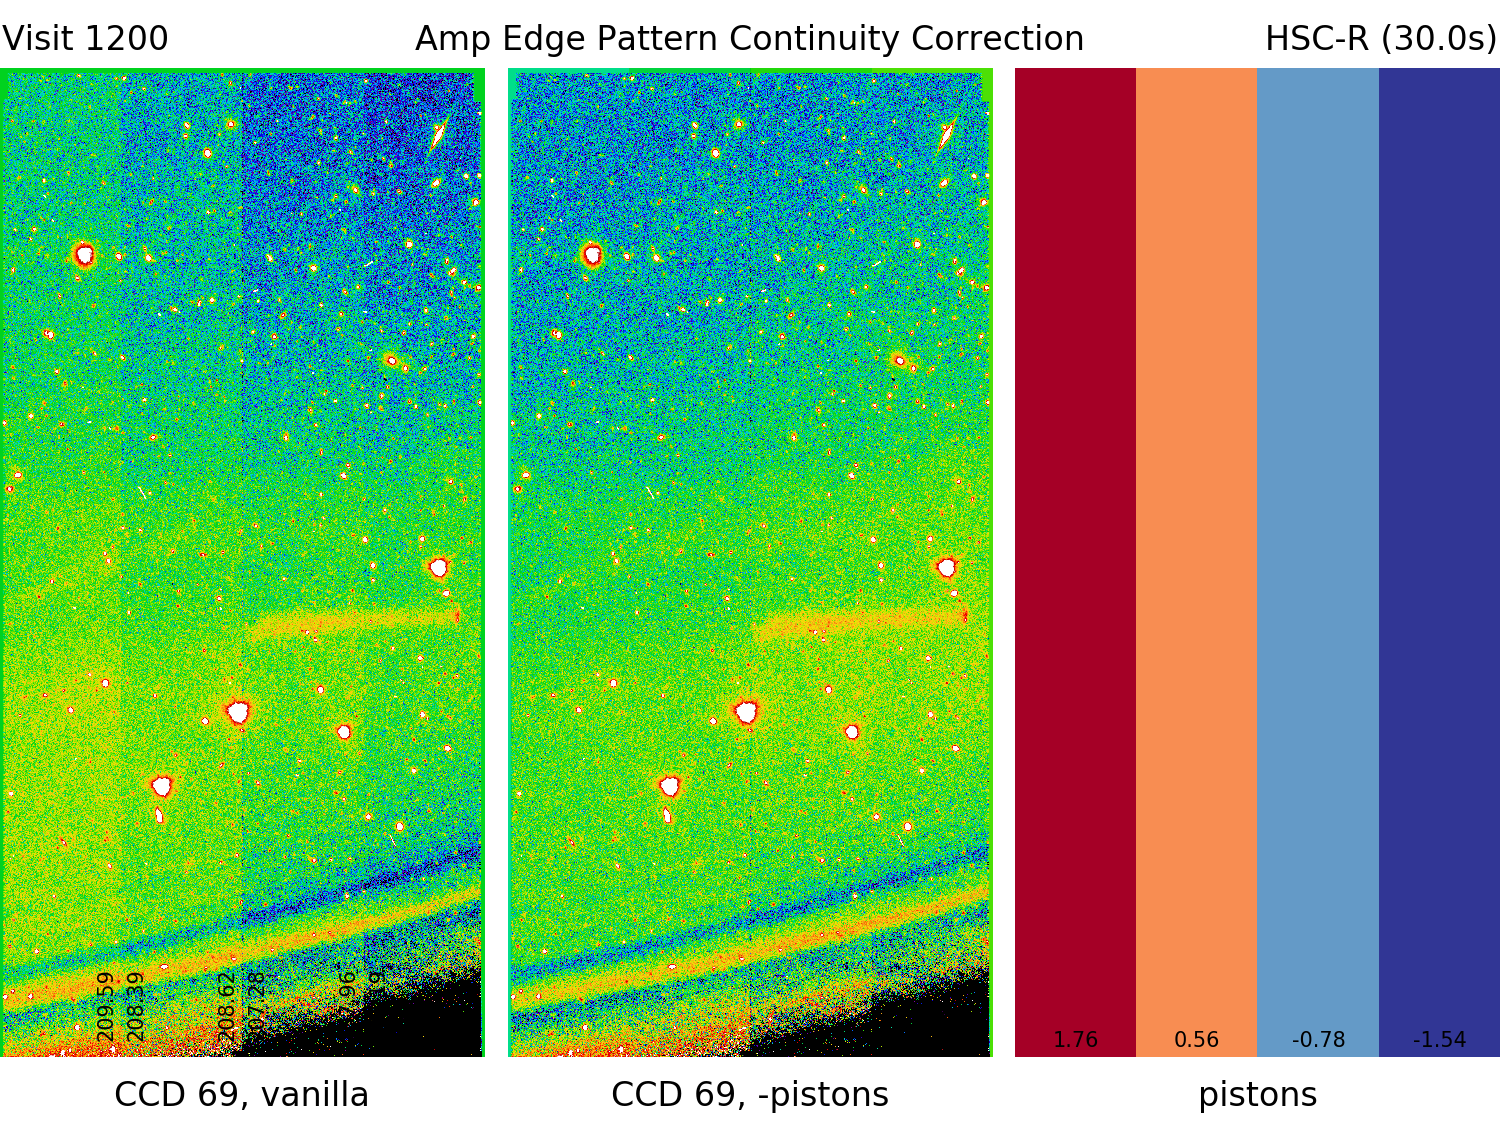 Visit 1200
Amp Edge Pattern Continuity Correction
HSC-R (30.0s)
209.59
208.39
208.62
1.76
0.56
-0.78
-1.54
CCD 69, vanilla
CCD 69, -pistons
pistons